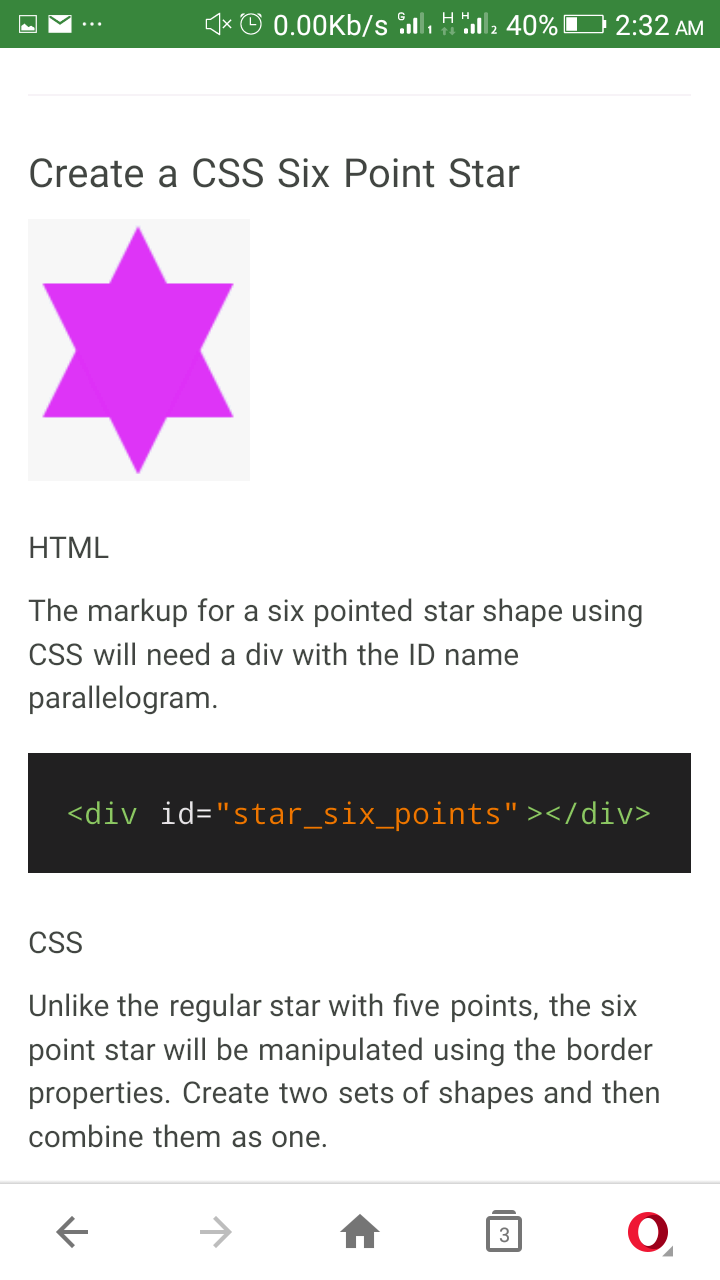 0.00Kb/s G 1 H H 2 40% 2:32 AM
Create a CSS Six Point Star
HTML
The markup for a six pointed star shape using
CSS will need a div with the ID name
parallelogram.
<div id="star_six_points"></div>
CSS
Unlike the regular star with five points, the six
point star will be manipulated using the border
properties. Create two sets of shapes and then
combine them as one.
3